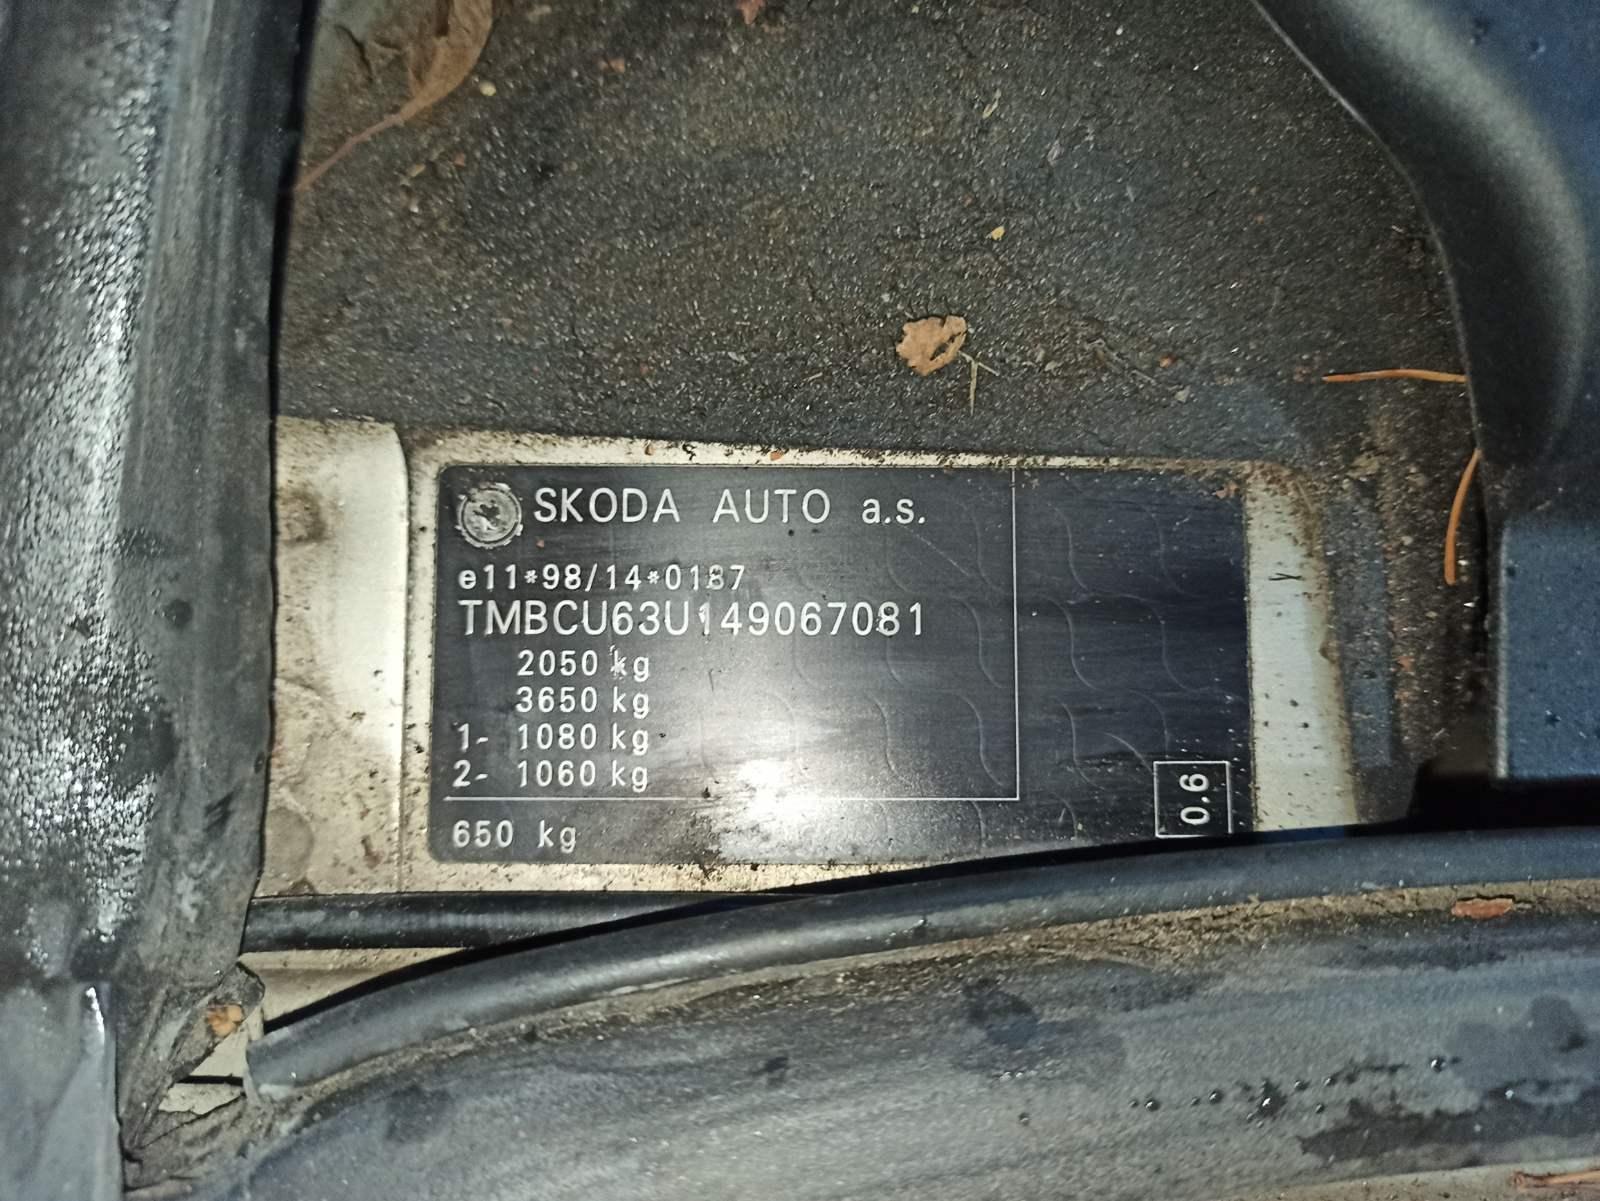 SKODA AUTO a.s.
e11*98/14*0187
TMBCU63U149067081
2050 kg
3650 kg
1- 1080 kg
2- 1060 kg
650 kg
0.6